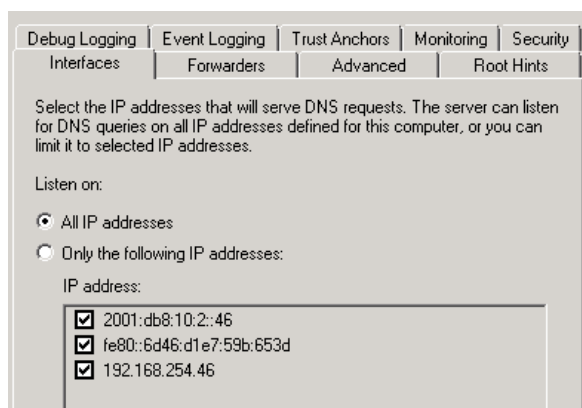 Debug Logging Event Logging Trust Anchors Monitoring Security
Interfaces Forwarders Advanced Root Hints
Select the IP addresses that will serve DNS requests. The server can listen
for DNS queries on all IP addresses defined for this computer, or you can
limit it to selected IP addresses.
Listen on:
All IP addresses
Only the following IP addresses:
IP address:
2001:db8:10:2::46
fe80::6d46:d1e7:59b:653d
192.168.254.46